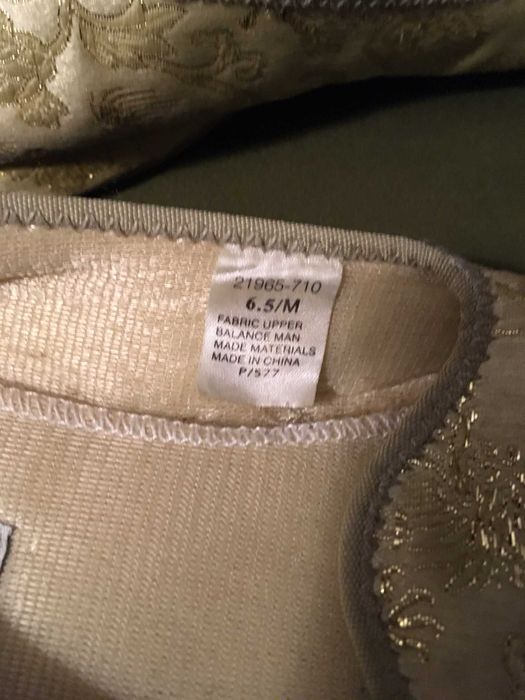 21965-710
6.5/M
FABRIC UPPER
BALANCE MAN
MADE MATERIALS
MADE IN CHINA
P/577